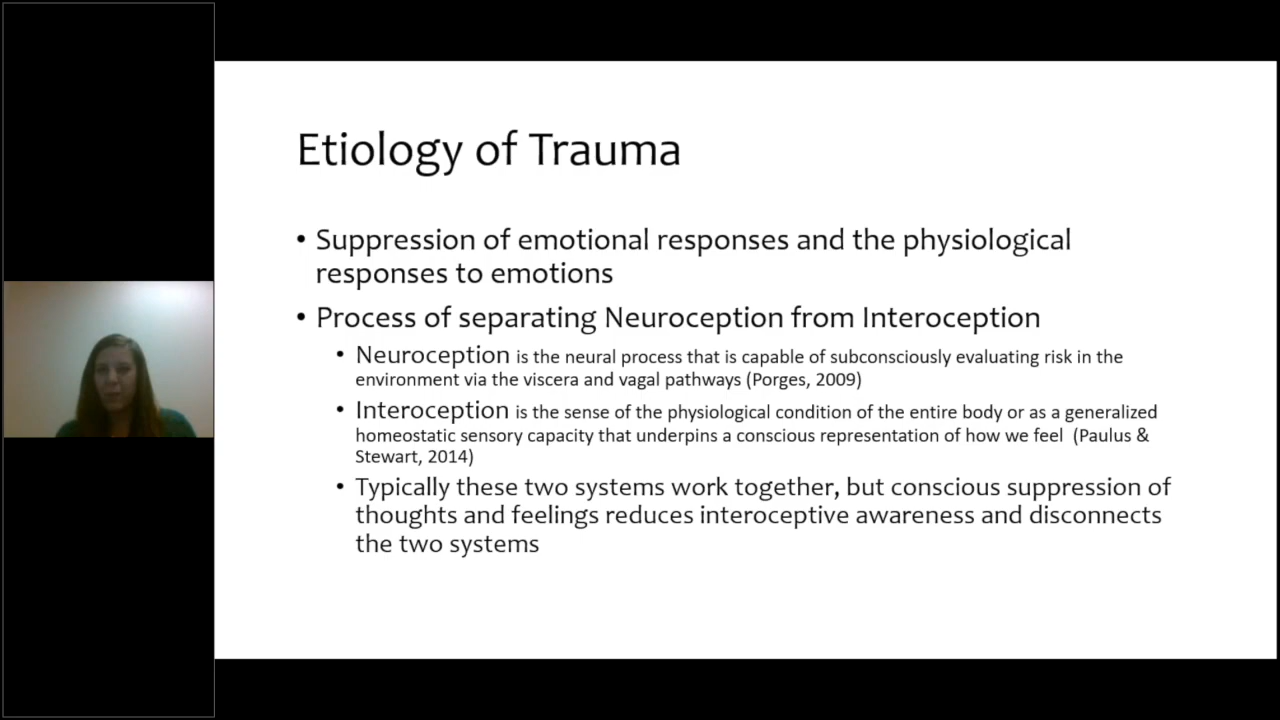 Etiology of Trauma
• Suppression of emotional responses and the physiological
responses to emotions
• Process of separating Neuroception from Interoception
• Neuroception is the neural process that is capable of subconsciously evaluating risk in the
environment via the viscera and vagal pathways (Porges, 2009)
• Interoception is the sense of the physiological condition of the entire body or as a generalized
homeostatic sensory capacity that underpins a conscious representation of how we feel  (Paulus &
Stewart, 2014)
• Typically these two systems work together, but conscious suppression of
thoughts and feelings reduces interoceptive awareness and disconnects
the two systems